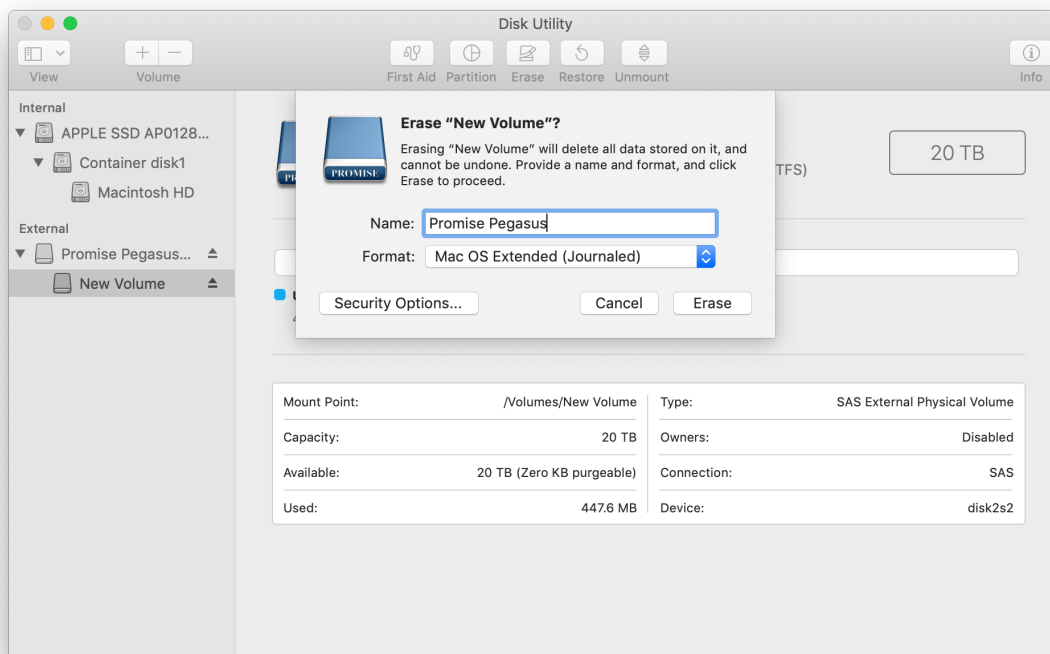 Disk Utility
View
Volume
First Aid
Partition
Erase
Restore
Unmount
Info
Internal
APPLE SSD AP0128...
Container disk1
Macintosh HD
External
Promise Pegasus...
New Volume
Erase “New Volume”?
Erasing “New Volume” will delete all data stored on it, and
cannot be undone. Provide a name and format, and click
Erase to proceed.
PROMISE
TFS)
20 TB
Name: Promise Pegasus
Format: Mac OS Extended (Journaled)
Security Options...
Cancel
Erase
Mount Point: /Volumes/New Volume
Type: SAS External Physical Volume
Capacity: 20 TB
Owners: Disabled
Available: 20 TB (Zero KB purgeable)
Connection: SAS
Used: 447.6 MB
Device: disk2s2